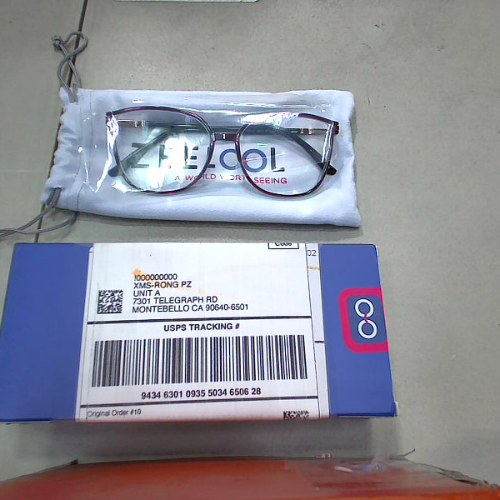 ZEELOOL
A WORLD WORTH SEEING
C000
02
!000000000
XMS-RONG PZ
UNIT A
7301 TELEGRAPH RD
MONTEBELLO CA 90640-6501
USPS TRACKING #
9434 6301 0935 5034 6506 28
Original Order #10